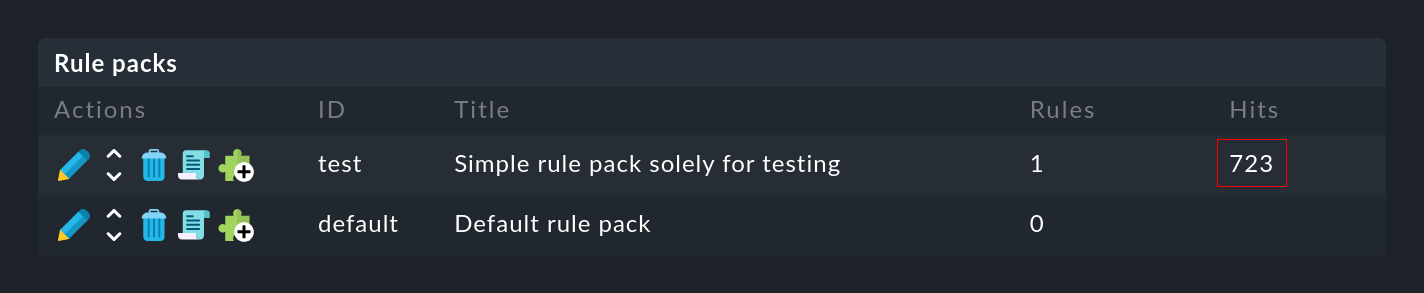 Rule packs
Actions ID Title Rules Hits
test Simple rule pack solely for testing 1 723
default Default rule pack 0